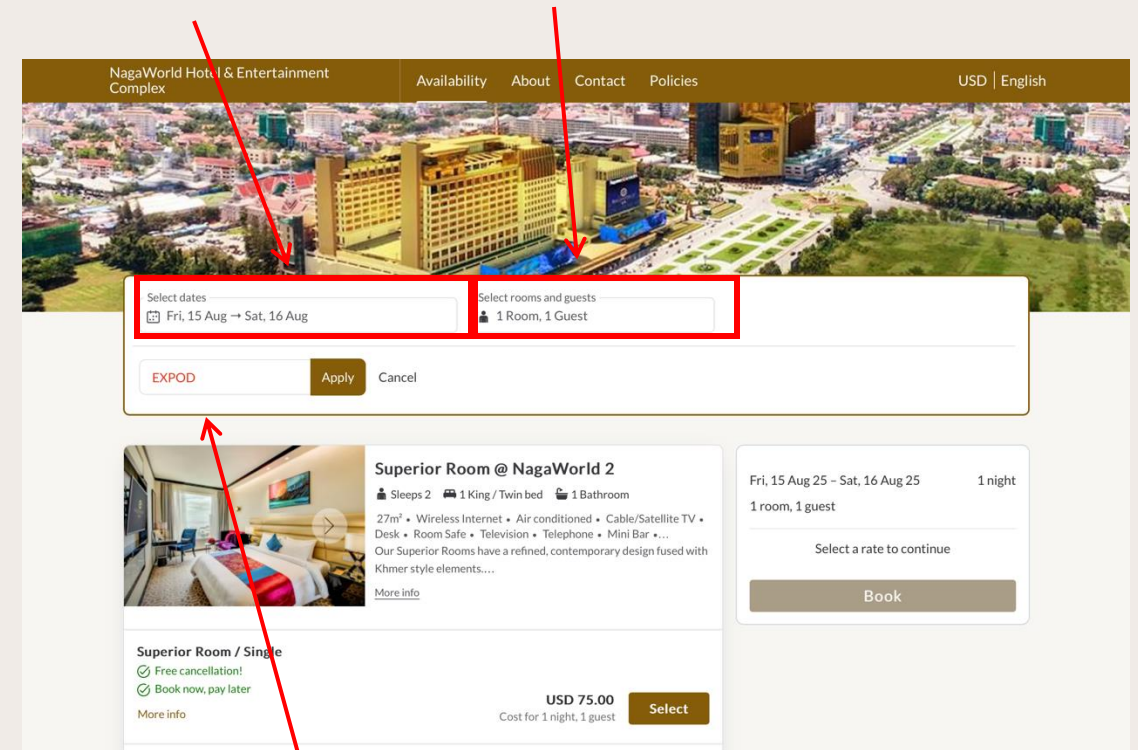 NagaWorld Hotel & Entertainment
Complex
Availability About Contact Policies
USD | English
Select dates
Fri, 15 Aug → Sat, 16 Aug
Select rooms and guests
1 Room, 1 Guest
EXPOD
Apply Cancel
Superior Room @ NagaWorld 2
Sleeps 2 1 King / Twin bed 1 Bathroom
27m² • Wireless Internet • Air conditioned • Cable/Satellite TV •
Desk • Room Safe • Television • Telephone • Mini Bar •...
Our Superior Rooms have a refined, contemporary design fused with
Khmer style elements....
More info
Fri, 15 Aug 25 – Sat, 16 Aug 25 1 night
1 room, 1 guest
Select a rate to continue
Book
Superior Room / Single
Free cancellation!
Book now, pay later
More info
USD 75.00
Cost for 1 night, 1 guest
Select